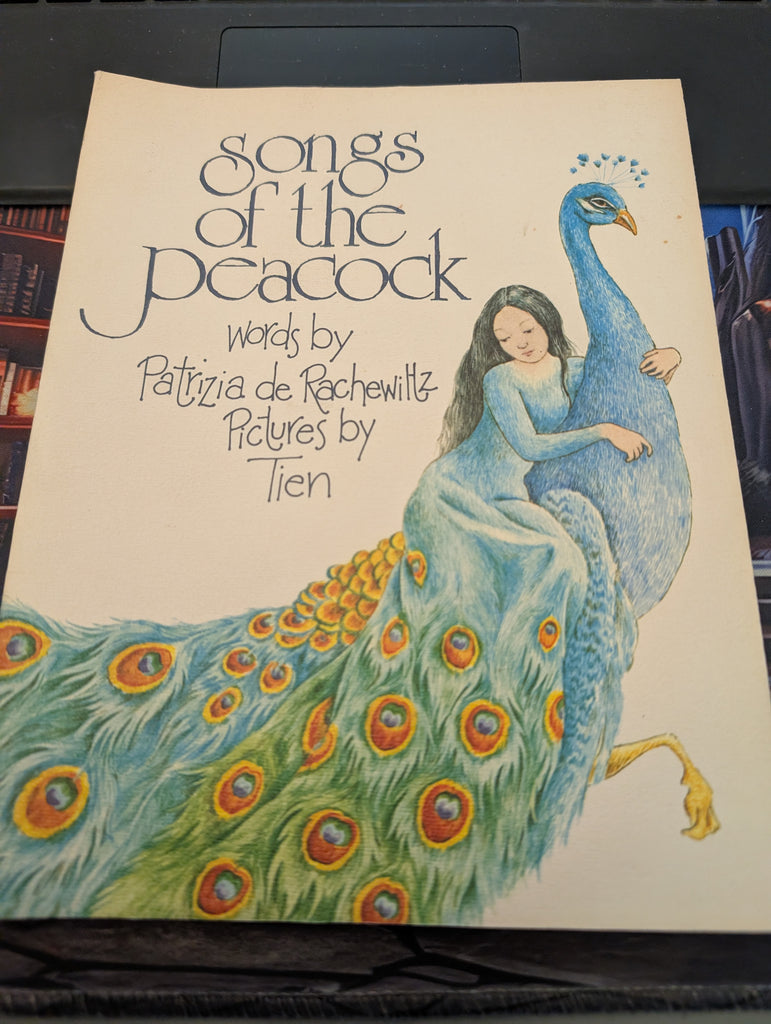 songs
of the
peacock
words by
Patrizia de Rachewiltz
Pictures by
Tien